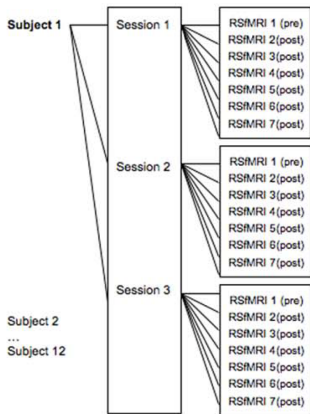 Subject 1
Session 1
RSfMRI 1 (pre)
RSfMRI 2(post)
RSfMRI 3(post)
RSfMRI 4(post)
RSfMRI 5(post)
RSfMRI 6(post)
RSfMRI 7(post)
Session 2
RSfMRI 1 (pre)
RSfMRI 2(post)
RSfMRI 3(post)
RSfMRI 4(post)
RSfMRI 5(post)
RSfMRI 6(post)
RSfMRI 7(post)
Session 3
RSfMRI 1 (pre)
RSfMRI 2(post)
RSfMRI 3(post)
RSfMRI 4(post)
RSfMRI 5(post)
RSfMRI 6(post)
RSfMRI 7(post)
Subject 2
...
Subject 12